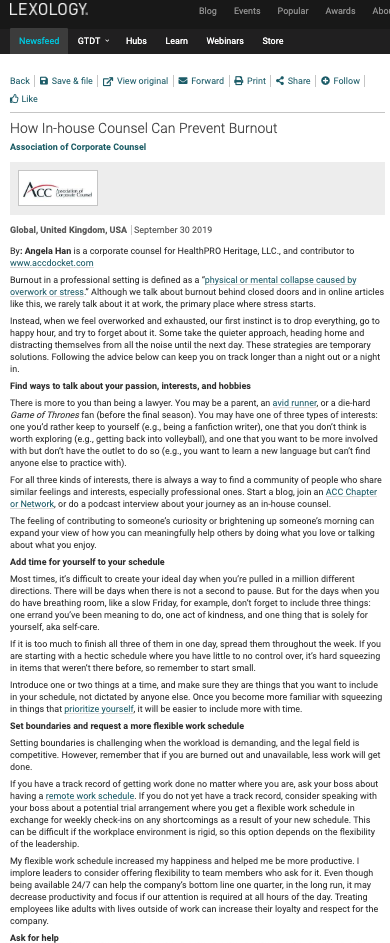 LEXOLOGY.
Blog Events Popular Awards Abo
Newsfeed GTDT Hubs Learn Webinars Store
Back Save & file View original Forward Print Share Follow
Like
How In-house Counsel Can Prevent Burnout
Association of Corporate Counsel
ACC Association of
Corporate Counsel
Global, United Kingdom, USA September 30 2019
By: Angela Han is a corporate counsel for HealthPRO Heritage, LLC., and contributor to
www.accdocket.com
Burnout in a professional setting is defined as a “physical or mental collapse caused by
overwork or stress.” Although we talk about burnout behind closed doors and in online articles
like this, we rarely talk about it at work, the primary place where stress starts.
Instead, when we feel overworked and exhausted, our first instinct is to drop everything, go to
happy hour, and try to forget about it. Some take the quieter approach, heading home and
distracting themselves from all the noise until the next day. These strategies are temporary
solutions. Following the advice below can keep you on track longer than a night out or a night
in.
Find ways to talk about your passion, interests, and hobbies
There is more to you than being a lawyer. You may be a parent, an avid runner, or a die-hard
Game of Thrones fan (before the final season). You may have one of three types of interests:
one you’d rather keep to yourself (e.g., being a fanfiction writer), one that you don’t think is
worth exploring (e.g., getting back into volleyball), and one that you want to be more involved
with but don’t have the outlet to do so (e.g., you want to learn a new language but can’t find
anyone else to practice with).
For all three kinds of interests, there is always a way to find a community of people who share
similar feelings and interests, especially professional ones. Start a blog, join an ACC Chapter
or Network, or do a podcast interview about your journey as an in-house counsel.
The feeling of contributing to someone’s curiosity or brightening up someone’s morning can
expand your view of how you can meaningfully help others by doing what you love or talking
about what you enjoy.
Add time for yourself to your schedule
Most times, it’s difficult to create your ideal day when you’re pulled in a million different
directions. There will be days when there is not a second to pause. But for the days when you
do have breathing room, like a slow Friday, for example, don’t forget to include three things:
one errand you’ve been meaning to do, one act of kindness, and one thing that is solely for
yourself, aka self-care.
If it is too much to finish all three of them in one day, spread them throughout the week. If you
are starting with a hectic schedule where you have little to no control over, it’s hard squeezing
in items that weren’t there before, so remember to start small.
Introduce one or two things at a time, and make sure they are things that you want to include
in your schedule, not dictated by anyone else. Once you become more familiar with squeezing
in things that prioritize yourself, it will be easier to include more with time.
Set boundaries and request a more flexible work schedule
Setting boundaries is challenging when the workload is demanding, and the legal field is
competitive. However, remember that if you are burned out and unavailable, less work will get
done.
If you have a track record of getting work done no matter where you are, ask your boss about
having a remote work schedule. If you do not yet have a track record, consider speaking with
your boss about a potential trial arrangement where you get a flexible work schedule in
exchange for weekly check-ins on any shortcomings as a result of your new schedule. This
can be difficult if the workplace environment is rigid, so this option depends on the flexibility
of the leadership.
My flexible work schedule increased my happiness and helped me be more productive. I
implore leaders to consider offering flexibility to team members who ask for it. Even though
being available 24/7 can help the company’s bottom line one quarter, in the long run, it may
decrease productivity and focus if our attention is required at all hours of the day. Treating
employees like adults with lives outside of work can increase their loyalty and respect for the
company.
Ask for help